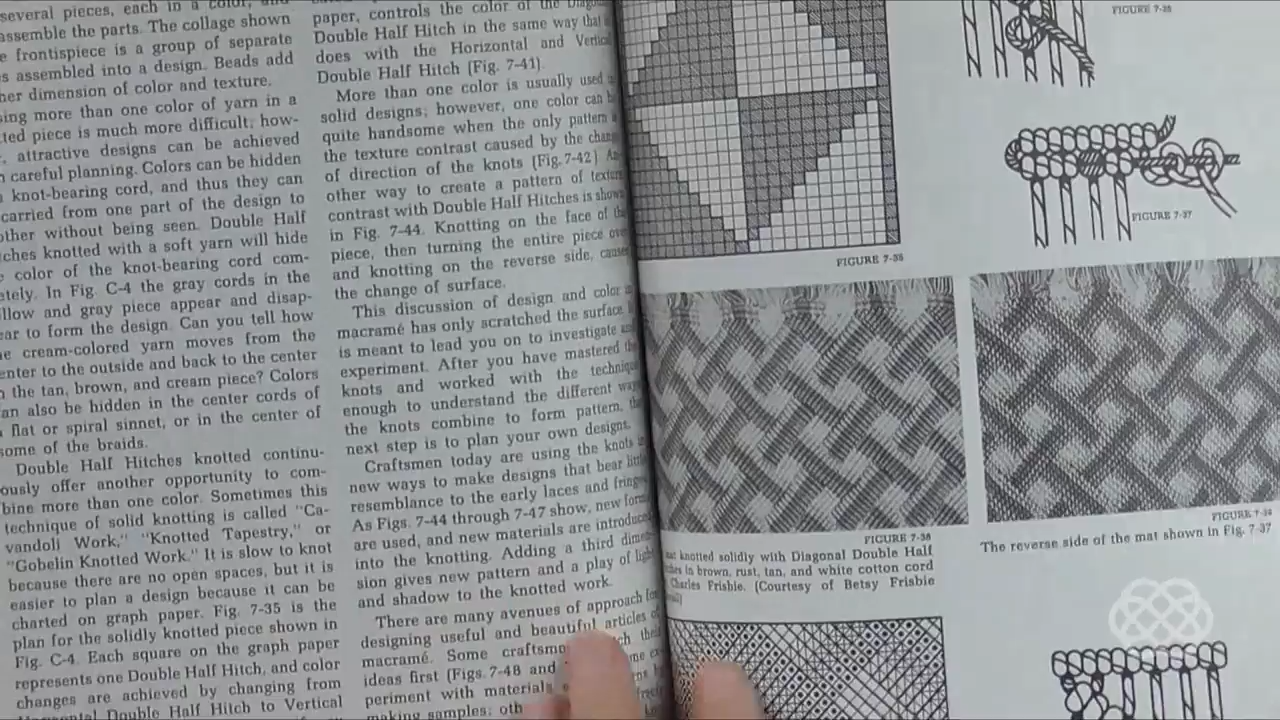 several pieces, each in a color, and
assemble the parts. The collage shown
frontispiece is a group of separate
s assembled into a design. Beads add
her dimension of color and texture.
sing more than one color of yarn in a
ted piece is much more difficult; how-
, attractive designs can be achieved
careful planning. Colors can be hidden
knot-bearing cord, and thus they can
carried from one part of the design to
other without being seen. Double Half
ches knotted with a soft yarn will hide
color of the knot-bearing cord com-
ately. In Fig. C-4 the gray cords in the
llow and gray piece appear and disap-
ear to form the design. Can you tell how
e cream-colored yarn moves from the
enter to the outside and back to the center
the tan, brown, and cream piece? Colors
an also be hidden in the center cords of
flat or spiral sinnet, or in the center of
some of the braids.
Double Half Hitches knotted continu-
ously offer another opportunity to com-
bine more than one color. Sometimes this
technique of solid knotting is called "Ca-
vandoli Work," "Knotted Tapestry," or
"Gobelin Knotted Work." It is slow to knot
because there are no open spaces, but it is
easier to plan a design because it can be
charted on graph paper. Fig. 7-35 is the
plan for the solidly knotted piece shown in
Fig. C-4. Each square on the graph paper
represents one Double Half Hitch, and color
changes are achieved by changing from
Horizontal Double Half Hitch to Vertical
paper, controls the color of the Diagon
Double Half Hitch in the same way that i
does with the Horizontal and Vertic
Double Half Hitch (Fig. 7-41).
More than one color is usually used i
solid designs; however, one color can b
quite handsome when the only pattern i
the texture contrast caused by the chang
of direction of the knots (Fig. 7-42). An
other way to create a pattern of textur
contrast with Double Half Hitches is shown
in Fig. 7-44. Knotting on the face of the
piece, then turning the entire piece over
and knotting on the reverse side, causes
the change of surface.
This discussion of design and color in
macramé has only scratched the surface. I
is meant to lead you on to investigate and
experiment. After you have mastered the
knots and worked with the technique
enough to understand the different ways
the knots combine to form pattern, the
next step is to plan your own designs.
Craftsmen today are using the knots in
new ways to make designs that bear little
resemblance to the early laces and fringes
As Figs. 7-44 through 7-47 show, new forms
are used, and new materials are introduced
into the knotting. Adding a third dimen-
sion gives new pattern and a play of light
and shadow to the knotted work.
There are many avenues of approach for
designing useful and beautiful articles of
macramé. Some craftsm ch their
ideas first (Figs. 7-48 and
periment with materials
making samples; oth
FIGURE 7-36
FIGURE 7-37
FIGURE 7-38
at knotted solidly with Diagonal Double Half
ches in brown, rust, tan, and white cotton cord
Charles Frisbie. (Courtesy of Betsy Frisbie
The reverse side of the mat shown in Fig. 7-37